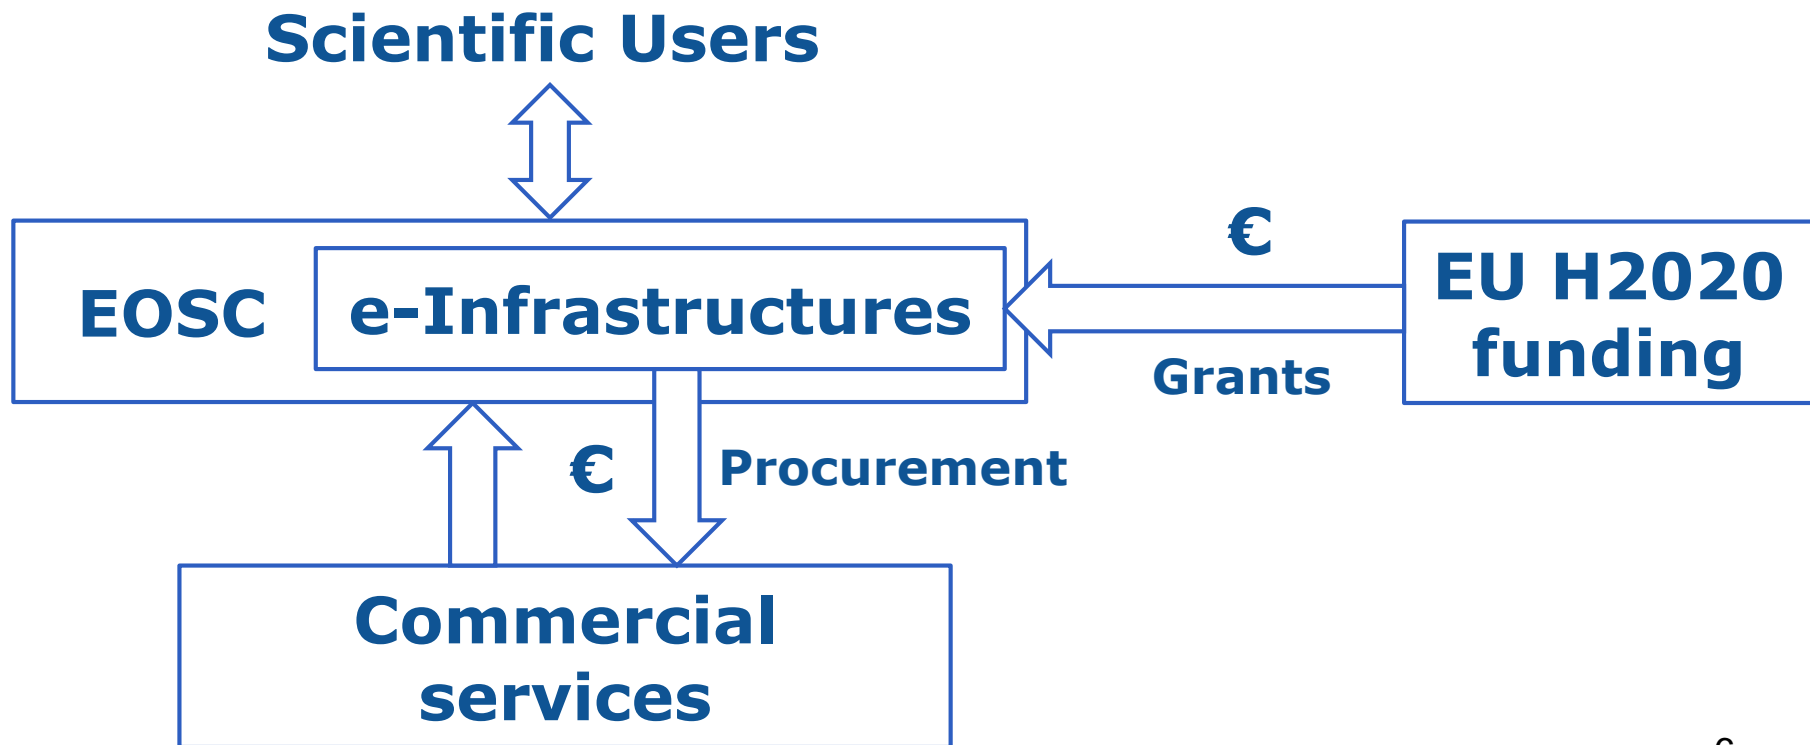 Scientific Users
€
EOSC
e-Infrastructures
EU H2020
funding
Grants
€
Procurement
Commercial
services